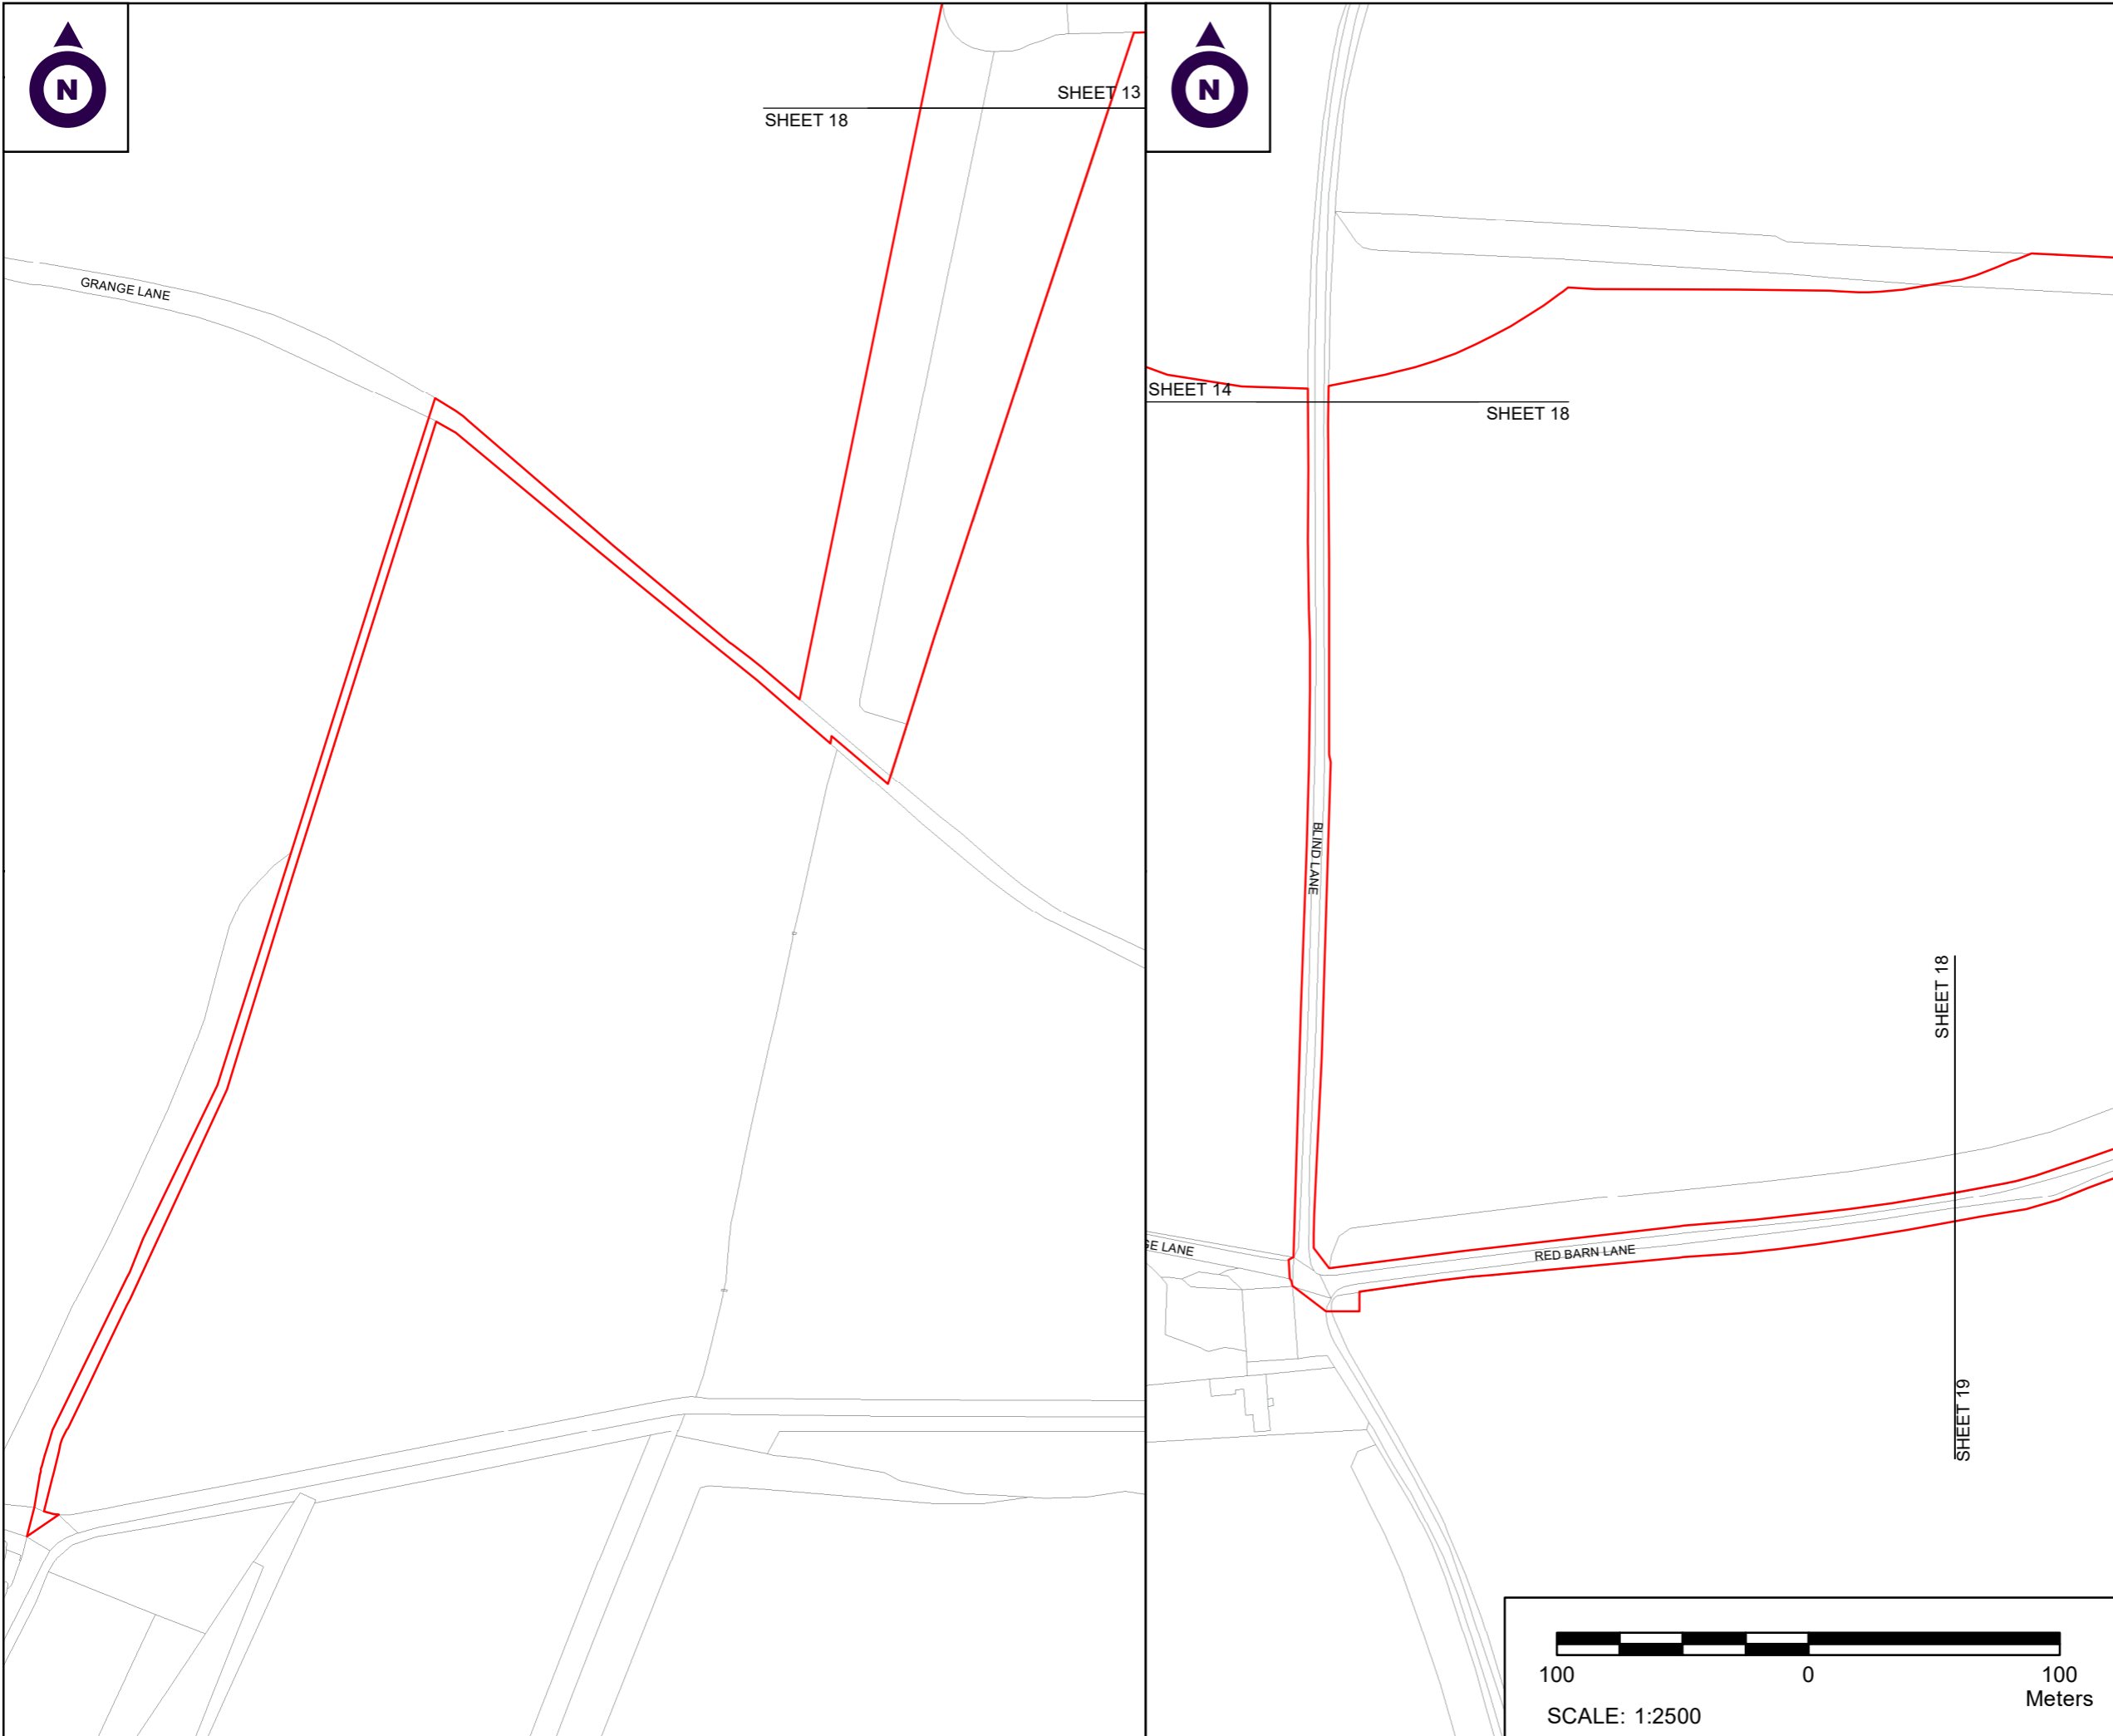 N
SHEET 13
SHEET 18
GRANGE LANE
N
SHEET 14
SHEET 18
BLIND LANE
SHEET 18
SHEET 19
GE LANE
RED BARN LANE
100 0 100
Meters
SCALE: 1:2500